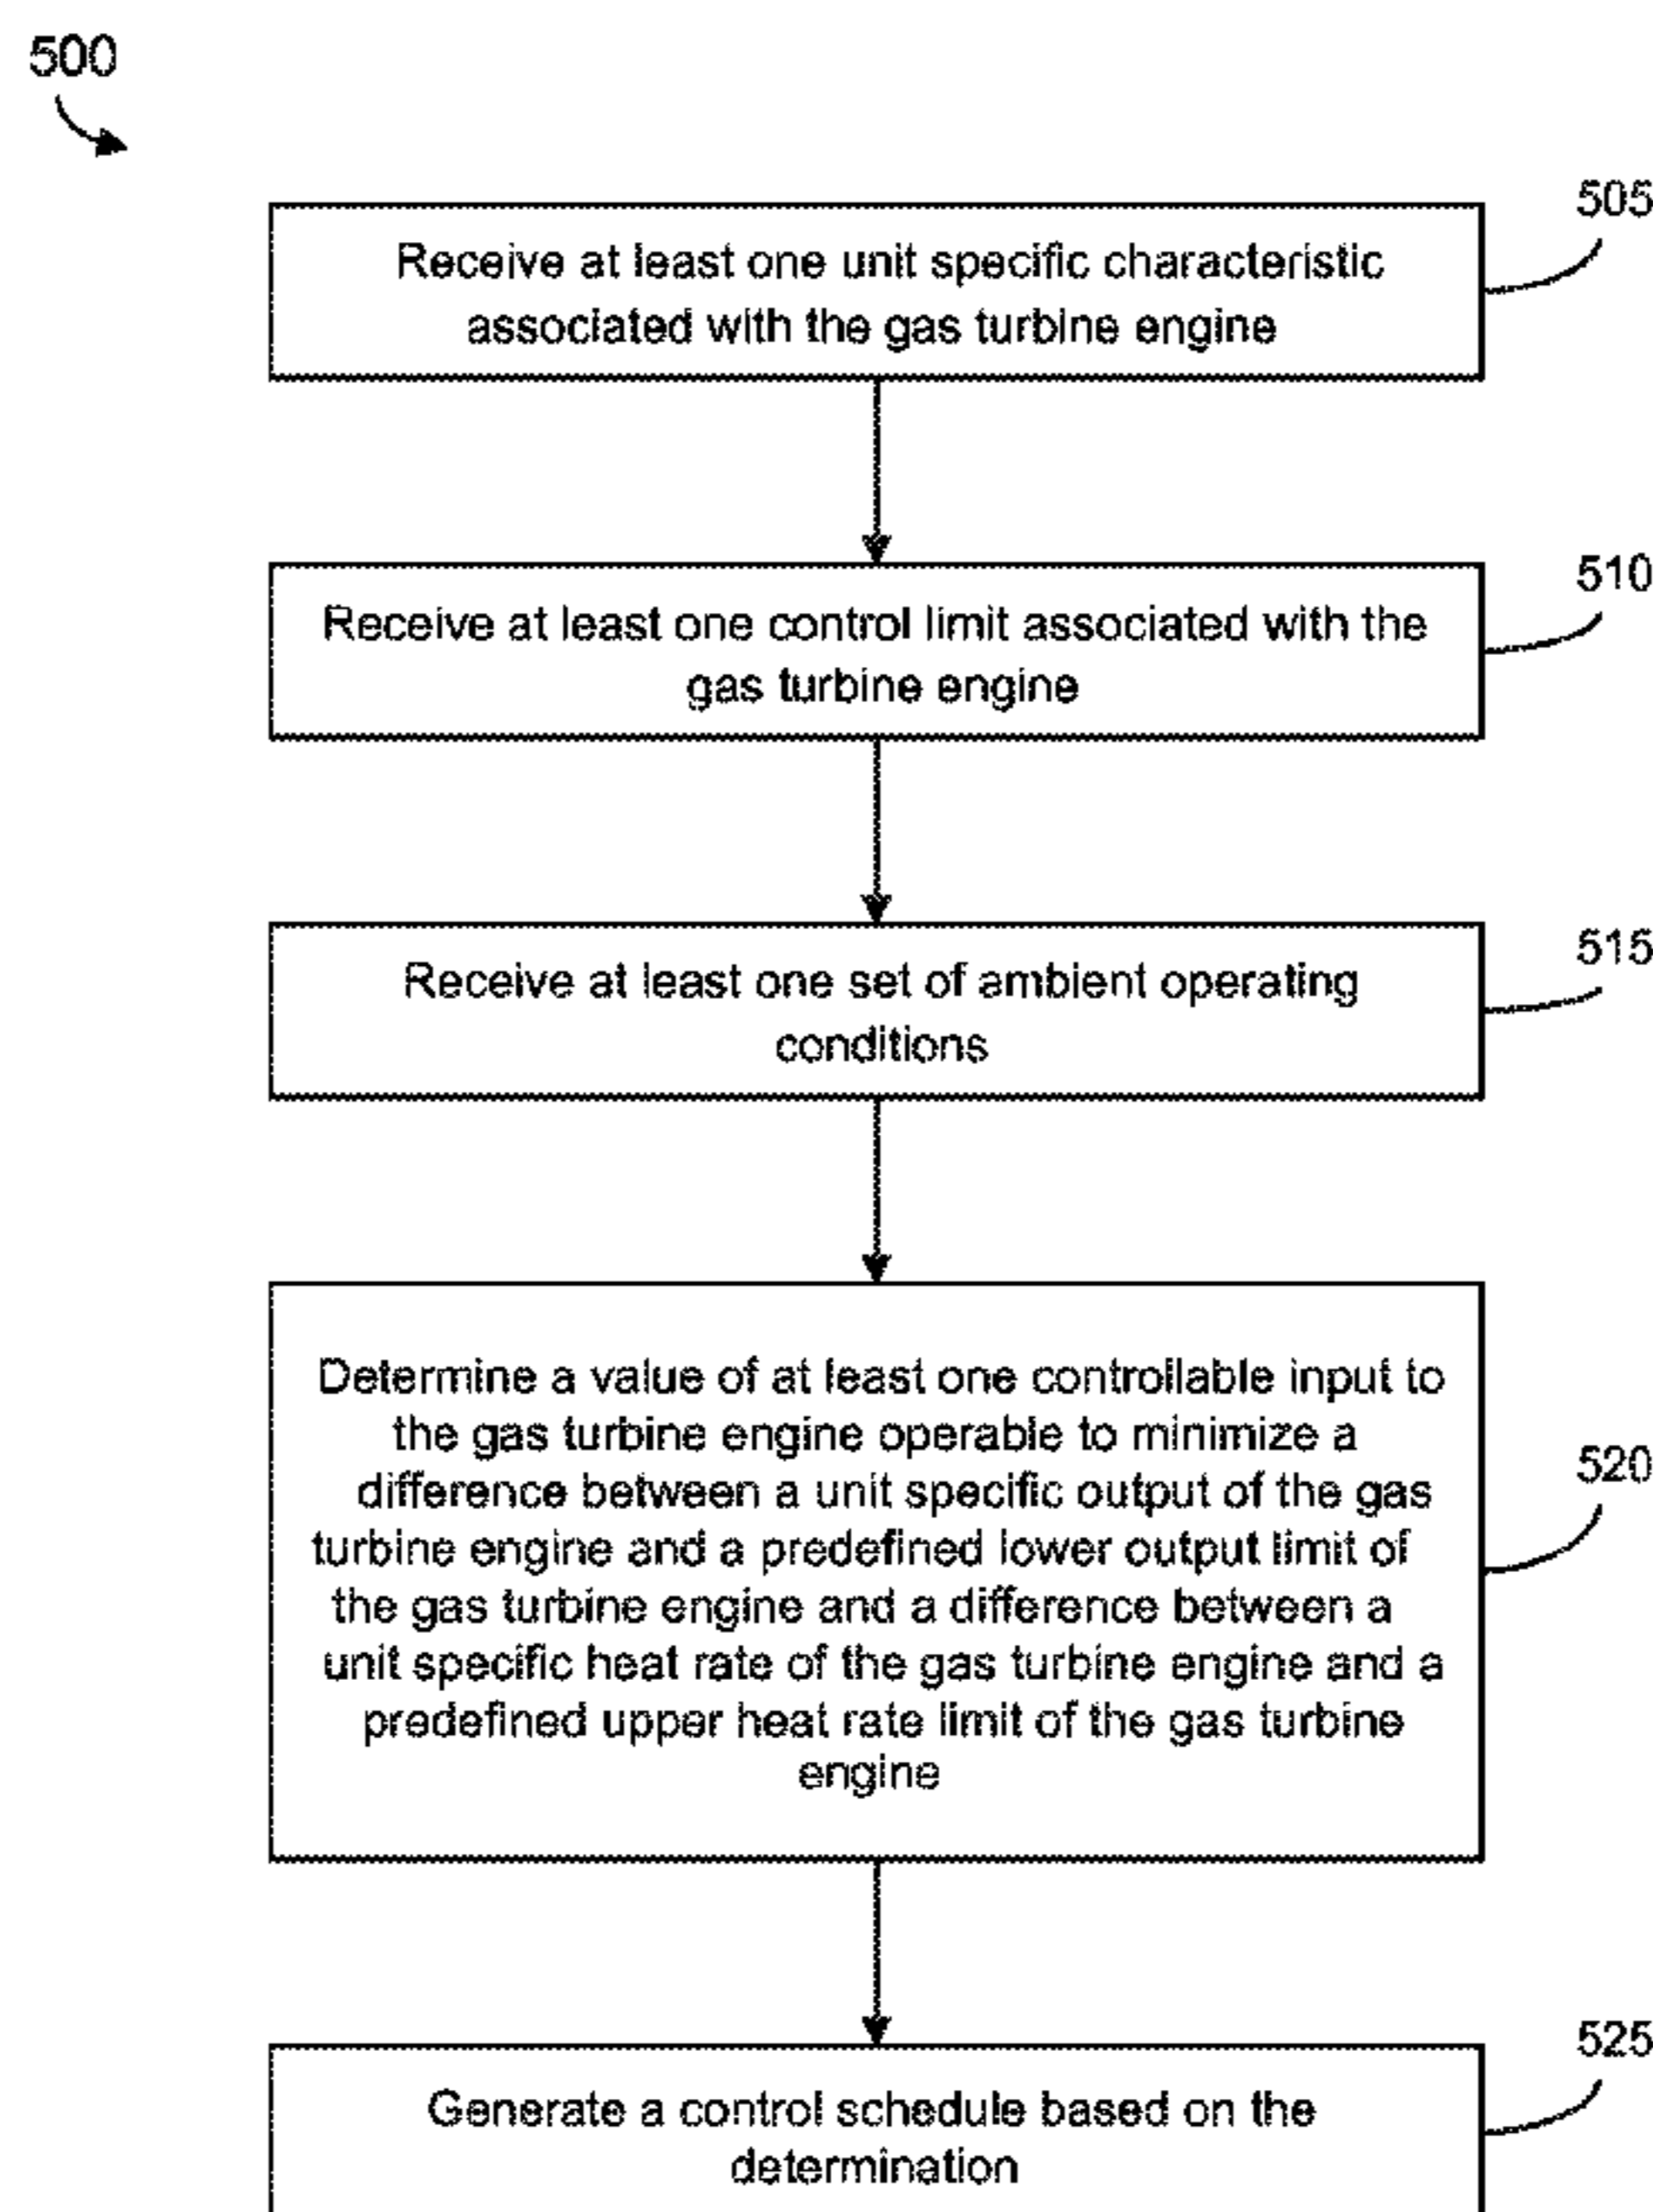 500
505
Receive at least one unit specific characteristic
associated with the gas turbine engine
510
Receive at least one control limit associated with the
gas turbine engine
515
Receive at least one set of ambient operating
conditions
Determine a value of at least one controllable input to
the gas turbine engine operable to minimize a
difference between a unit specific output of the gas
turbine engine and a predefined lower output limit of
the gas turbine engine and a difference between a
unit specific heat rate of the gas turbine engine and a
predefined upper heat rate limit of the gas turbine
engine
520
525
Generate a control schedule based on the
determination